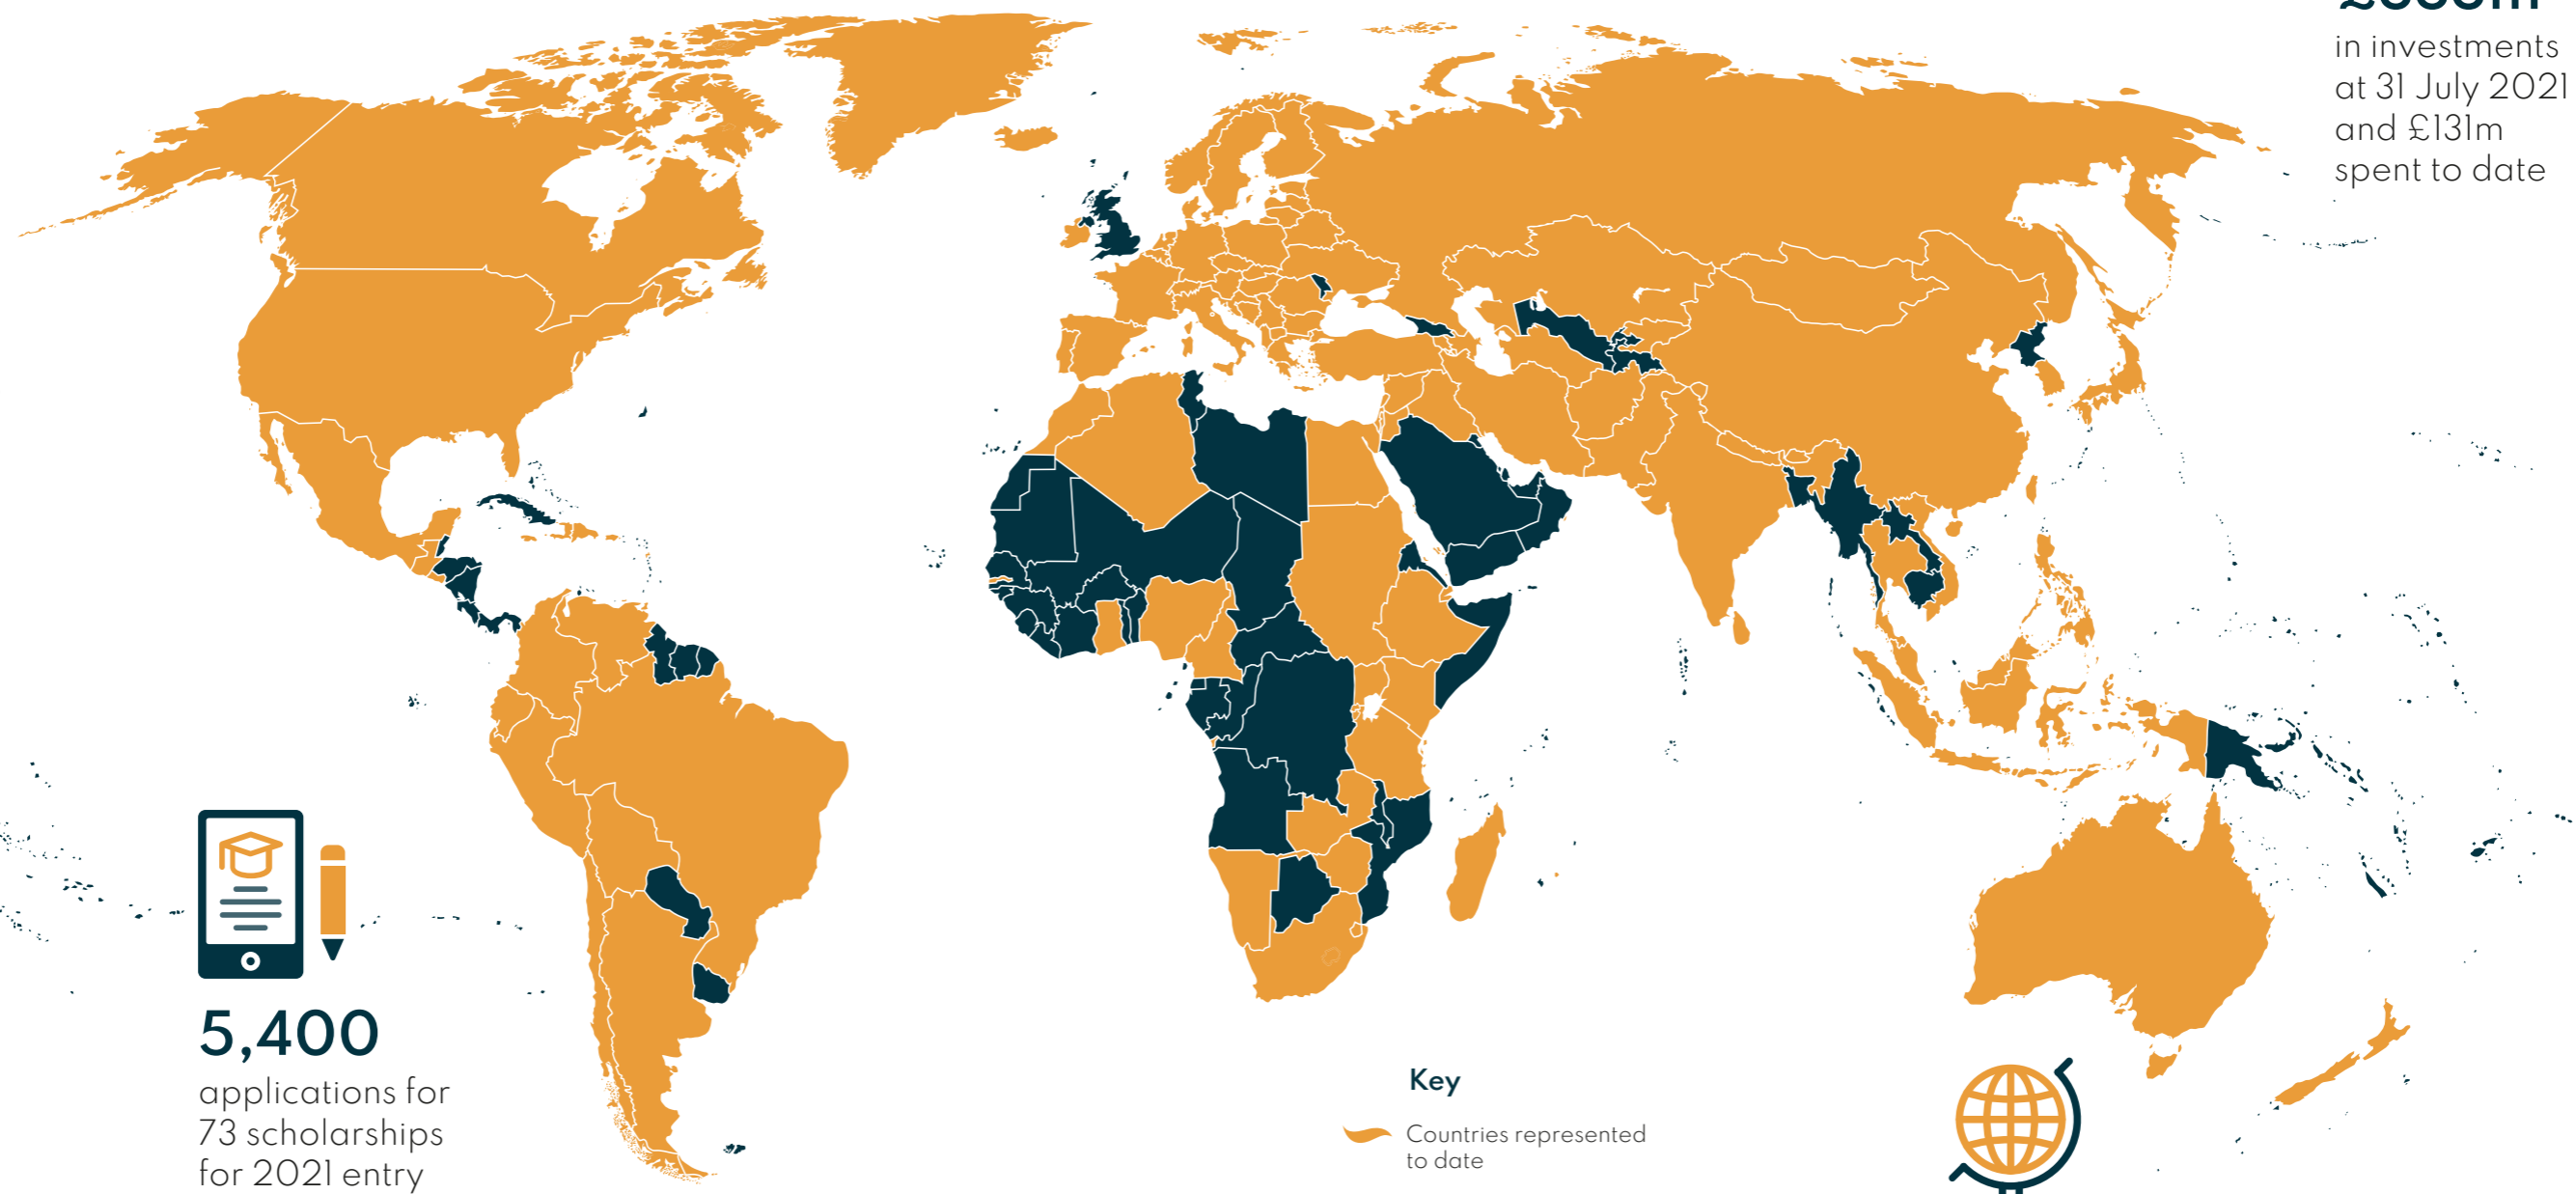 in investments
at 31 July 2021
and £131m
spent to date
5,400
applications for
73 scholarships
for 2021 entry
Key
Countries represented
to date